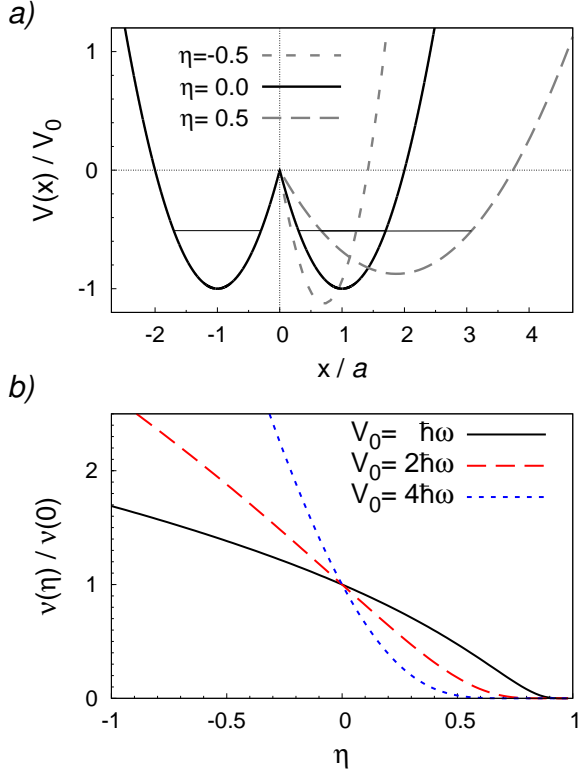 a)
η=-0.5
η= 0.0
η= 0.5
V(x) / V₀
1
0
-1
-2 -1 0 1 2 3 4
x / a
b)
V₀= ħω
V₀= 2ħω
V₀= 4ħω
ν(η) / ν(0)
2
1
0
-1 -0.5 0 0.5 1
η